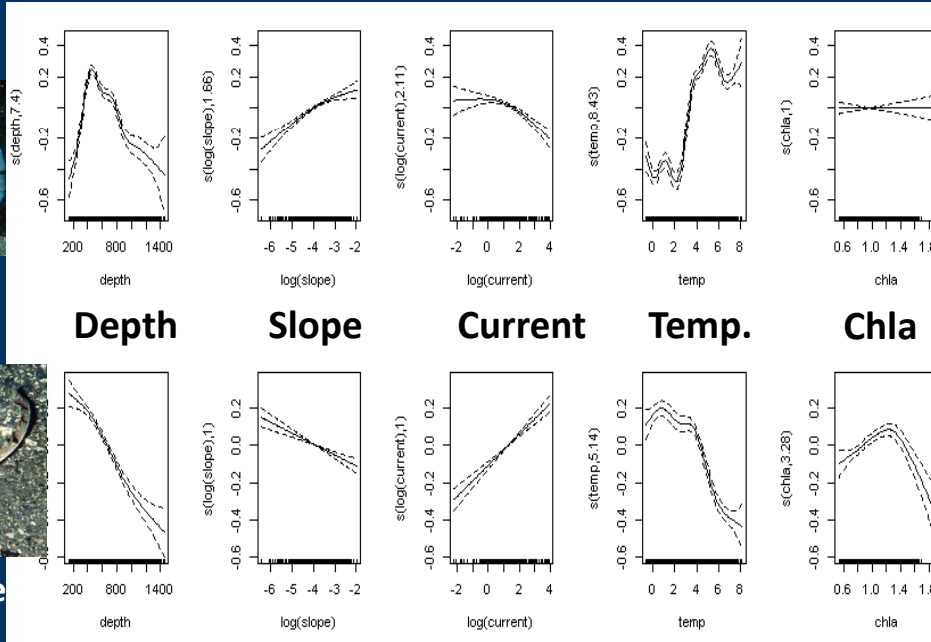 0.4
0.2
-0.2
-0.6
s(depth,7.4)
200 800 1400
depth
0.4
0.2
-0.2
-0.6
s(log(slope),1.66)
-6 -5 -4 -3 -2
log(slope)
0.4
0.2
-0.2
-0.6
s(log(current),2.11)
-2 0 2 4
log(current)
0.4
0.2
-0.2
-0.6
s(temp,8.43)
0 2 4 6 8
temp
0.4
0.2
-0.2
-0.6
s(chla,1)
0.6 1.0 1.4 1.8
chla
Depth Slope Current Temp. Chla
200 800 1400
depth
0.2
0.0
-0.2
-0.4
-0.6
s(log(slope),1)
-6 -5 -4 -3 -2
log(slope)
0.2
0.0
-0.2
-0.4
-0.6
s(log(current),1)
-2 0 2 4
log(current)
0.2
0.0
-0.2
-0.4
-0.6
s(temp,5.14)
0 2 4 6 8
temp
0.2
0.0
-0.2
-0.4
-0.6
s(chla,3.28)
0.6 1.0 1.4 1.8
chla